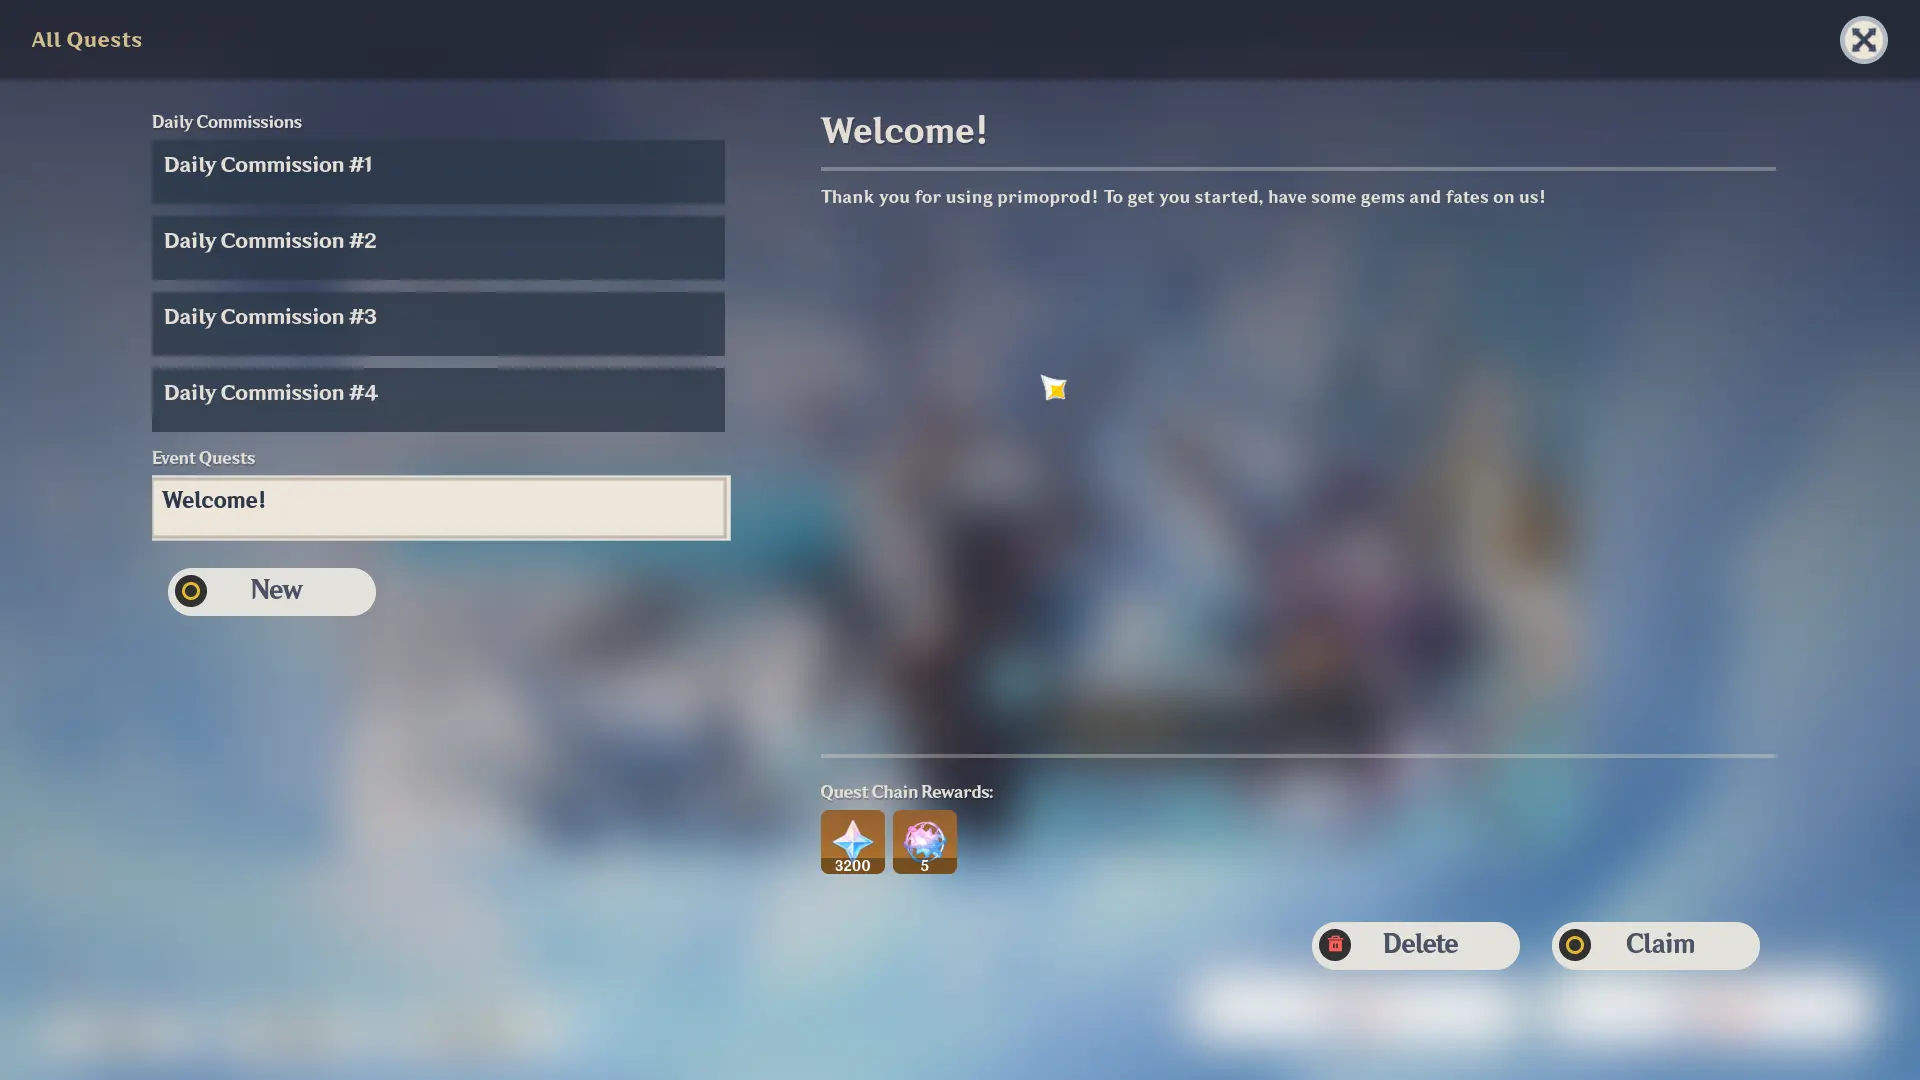 All Quests
Daily Commissions
Daily Commission #1
Daily Commission #2
Daily Commission #3
Daily Commission #4
Event Quests
Welcome!
New
Welcome!
Thank you for using primoprod! To get you started, have some gems and fates on us!
Quest Chain Rewards:
3200
5
Delete
Claim